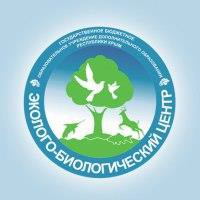 ГОСУДАРСТВЕННОЕ БЮДЖЕТНОЕ
ОБРАЗОВАТЕЛЬНОЕ УЧРЕЖДЕНИЕ ДОПОЛНИТЕЛЬНОГО ОБРАЗОВАНИЯ
РЕСПУБЛИКИ КРЫМ
ЭКОЛОГО-БИОЛОГИЧЕСКИЙ ЦЕНТР